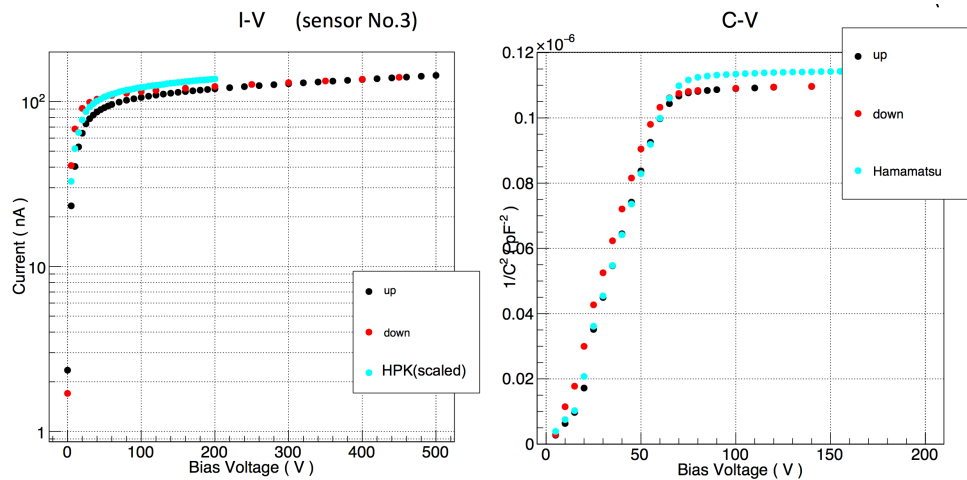 I-V (sensor No.3)
10²
10
1
Current ( nA )
0 100 200 300 400 500
Bias Voltage ( V )
up
down
HPK(scaled)
C-V
×10⁻⁶
0.12
0.1
0.08
0.06
0.04
0.02
0
1/C² ( pF⁻² )
0 50 100 150 200
Bias Voltage ( V )
up
down
Hamamatsu